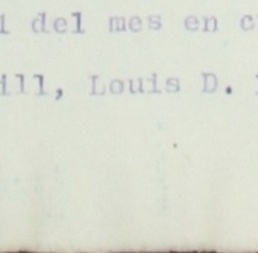 del mes en
ill, Louis D.